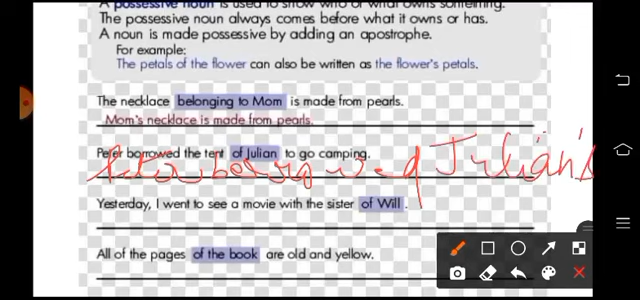 A possessive noun is used to show who or what owns something.
The possessive noun always comes before what it owns or has.
A noun is made possessive by adding an apostrophe.
For example:
The petals of the flower can also be written as the flower's petals.
The necklace belonging to Mom is made from pearls.
Mom's necklace is made from pearls.
Peter borrowed the tent of Julian to go camping.
Peter borrowed Julian's
Yesterday, I went to see a movie with the sister of Will.
All of the pages of the book are old and yellow.